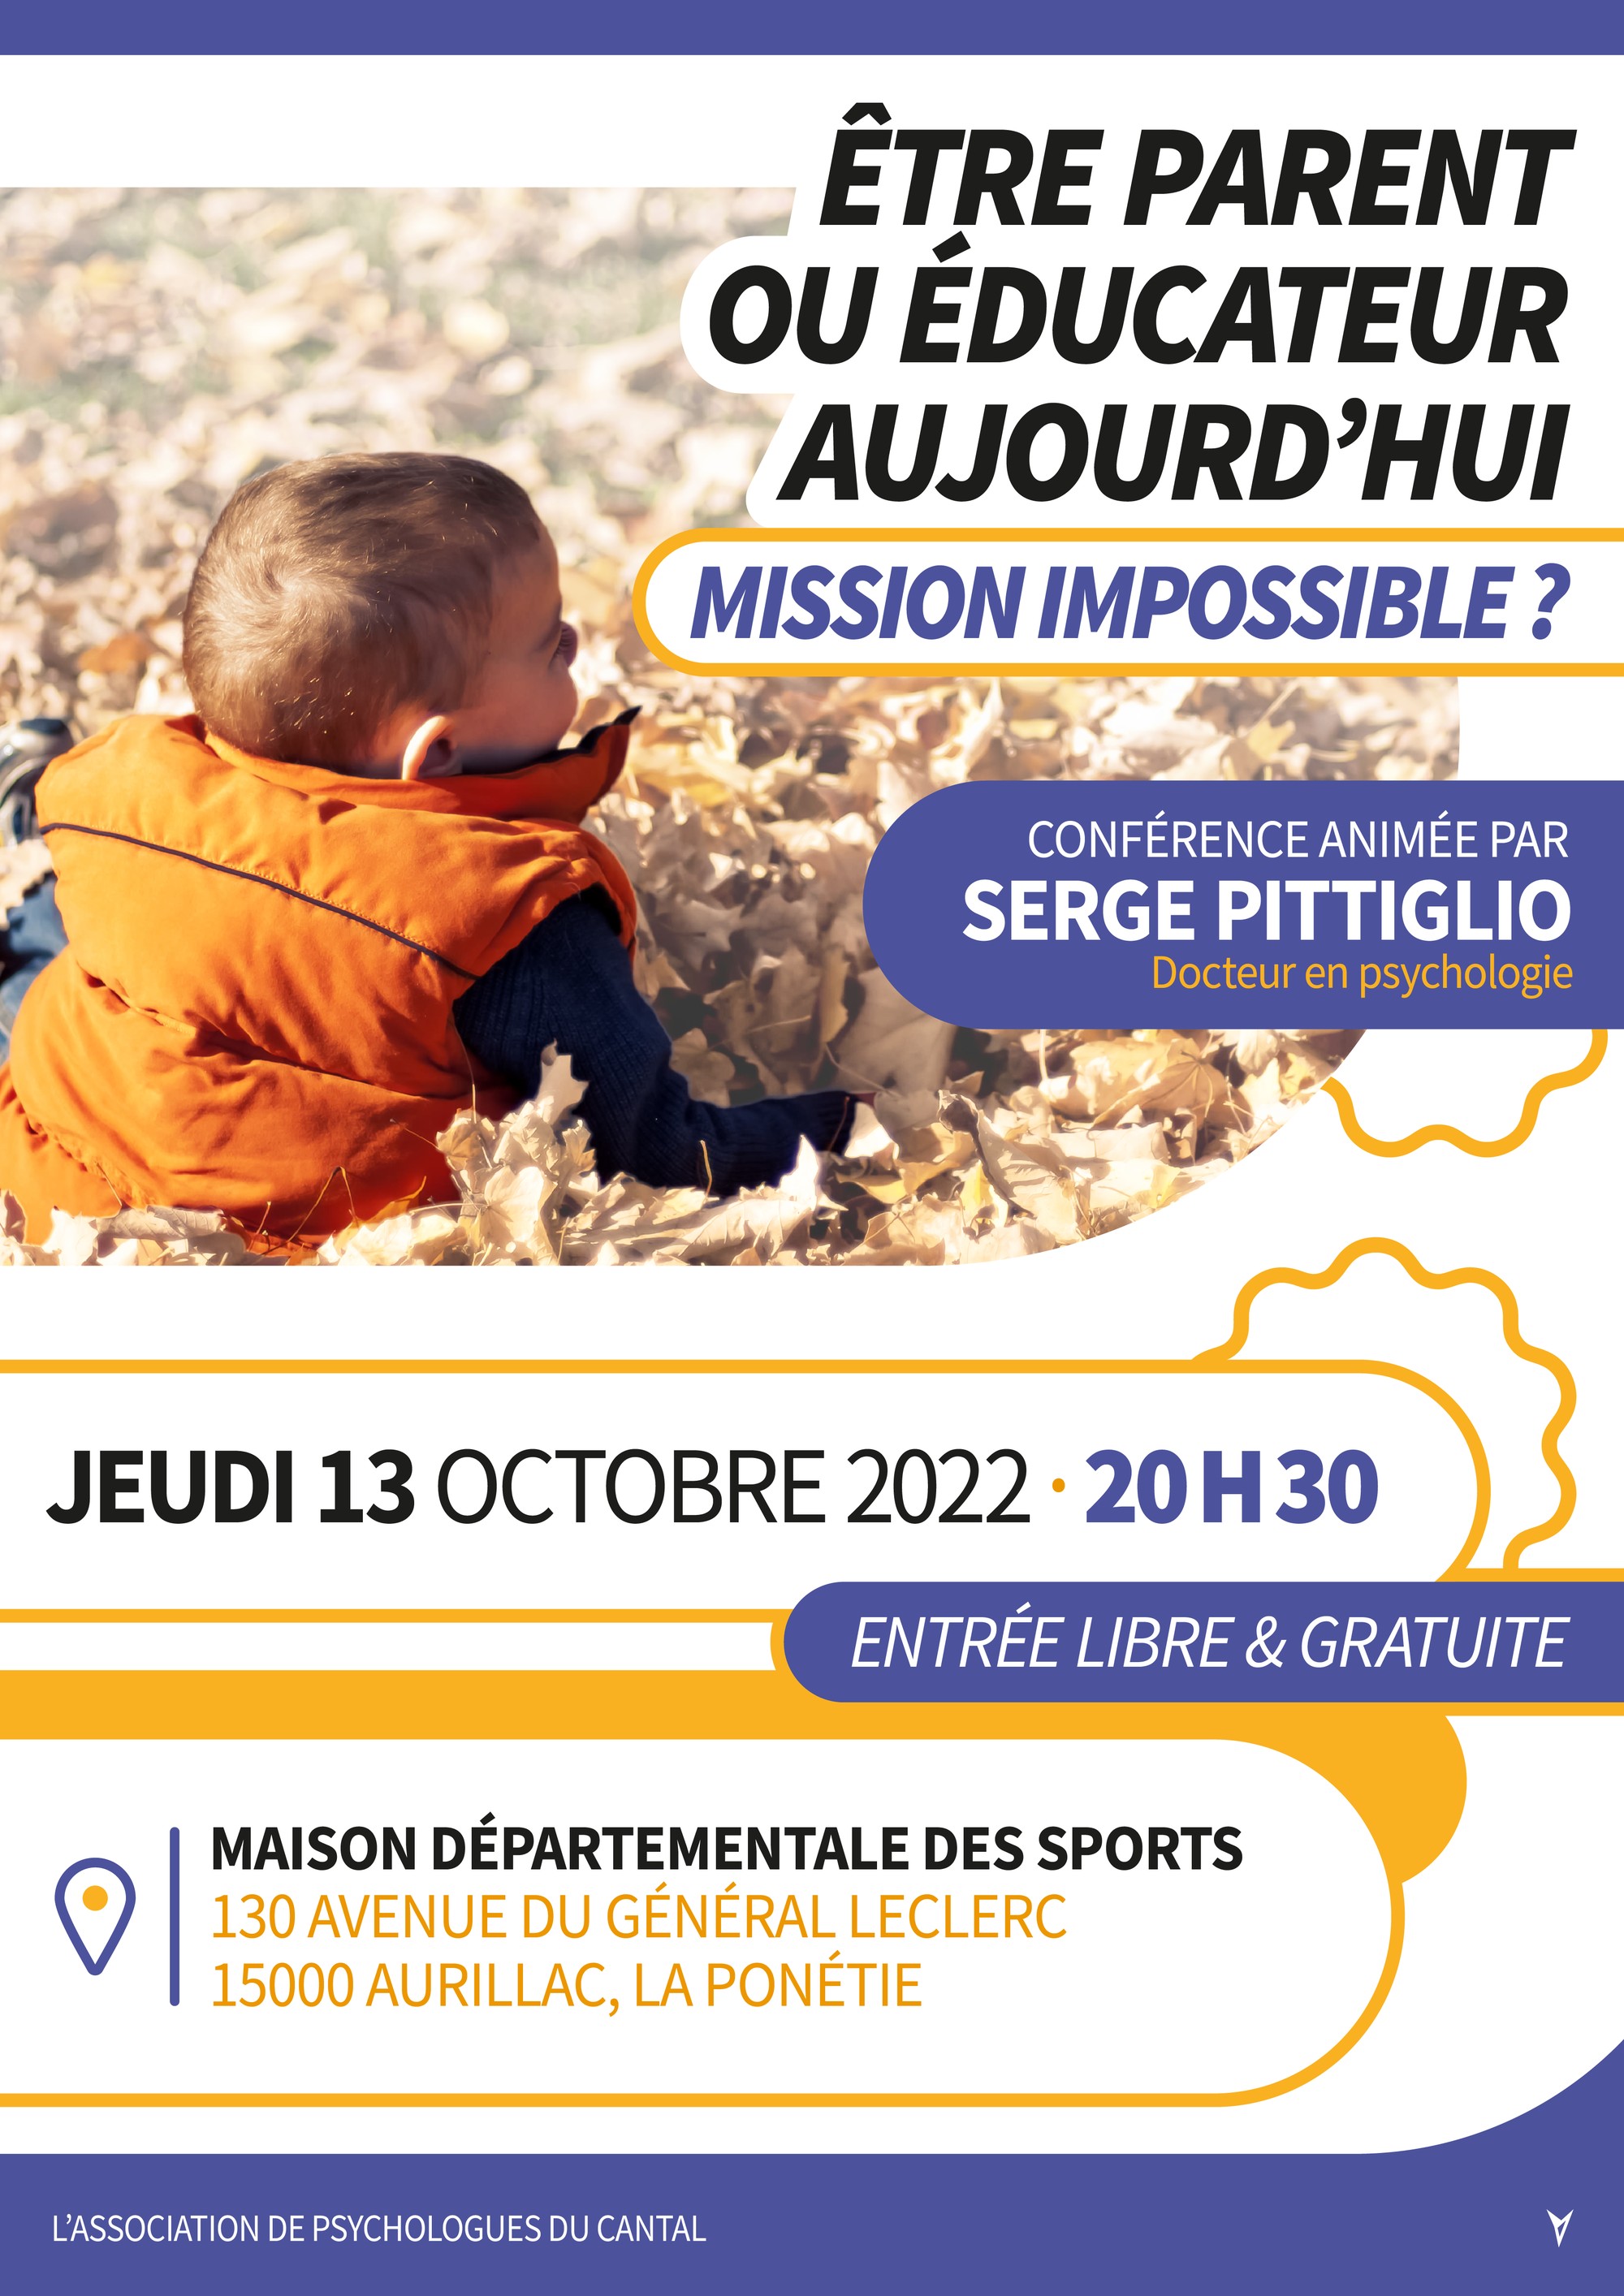 ÊTRE PARENT
OU ÉDUCATEUR
AUJOURD’HUI
MISSION IMPOSSIBLE ?
CONFÉRENCE ANIMÉE PAR
SERGE PITTIGLIO
Docteur en psychologie
JEUDI 13 OCTOBRE 2022 · 20 H 30
ENTRÉE LIBRE & GRATUITE
MAISON DÉPARTEMENTALE DES SPORTS
130 AVENUE DU GÉNÉRAL LECLERC
15000 AURILLAC, LA PONÉTIE
L’ASSOCIATION DE PSYCHOLOGUES DU CANTAL